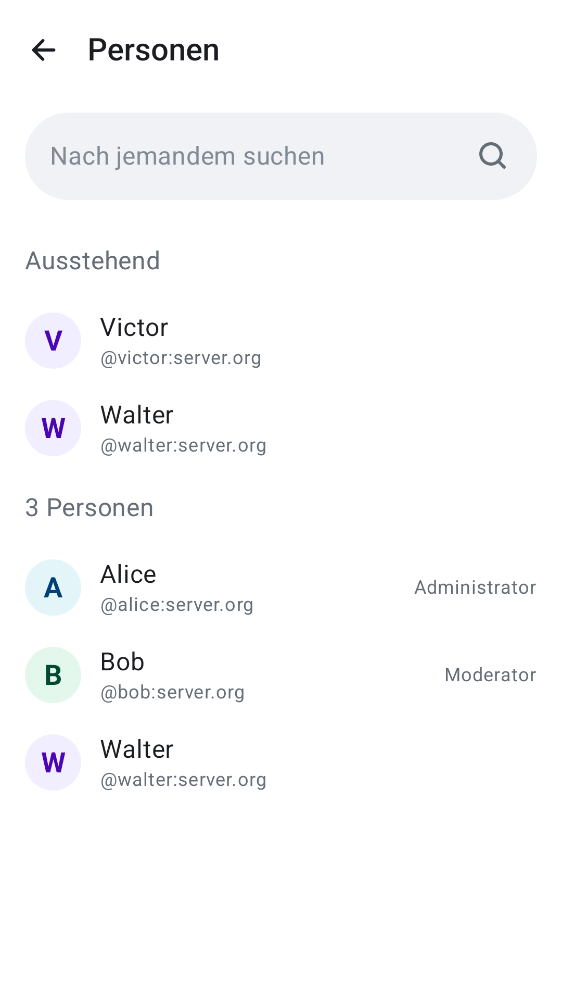 Personen
Nach jemandem suchen
Ausstehend
V
Victor
@victor:server.org
W
Walter
@walter:server.org
3 Personen
A
Alice
@alice:server.org
Administrator
B
Bob
@bob:server.org
Moderator
W
Walter
@walter:server.org